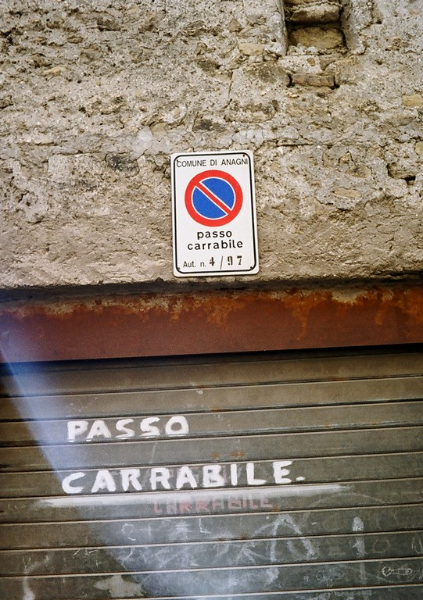 COMUNE DI ANAGNI
passo
carrabile
Aut. n. 4/97
PASSO
CARRABILE.
CARRABILE